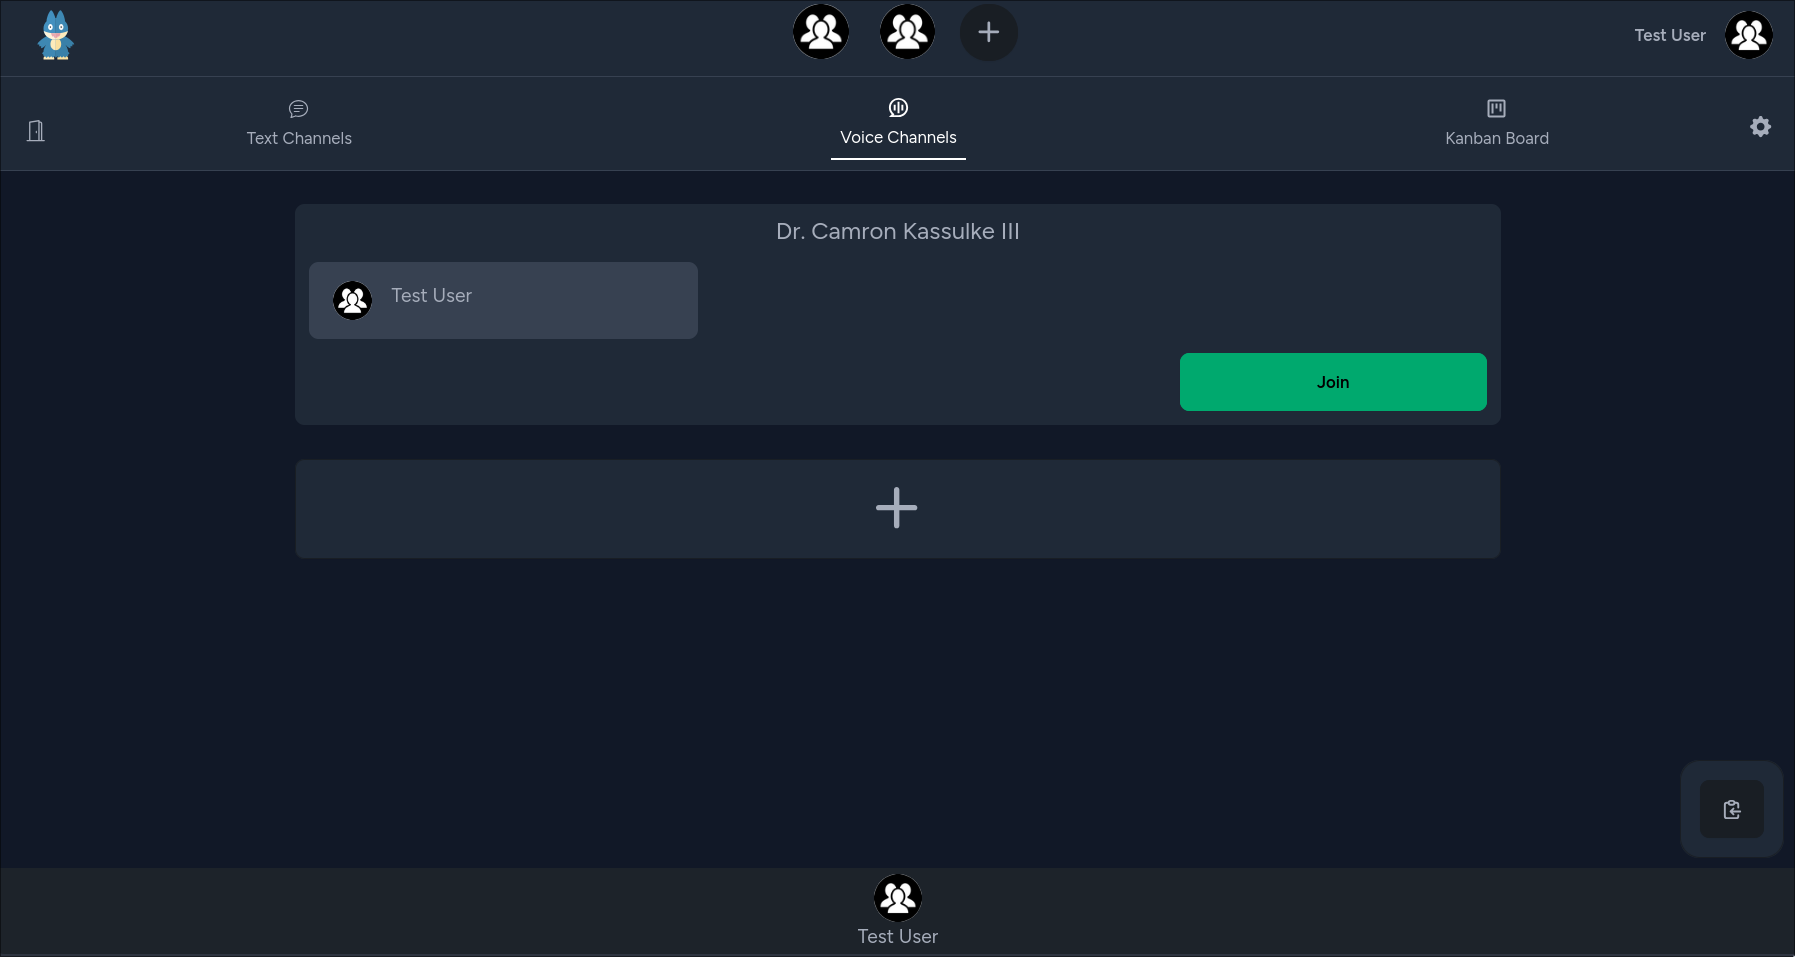 Test User
Text Channels
Voice Channels
Kanban Board
Dr. Camron Kassulke III
Test User
Join
Test User